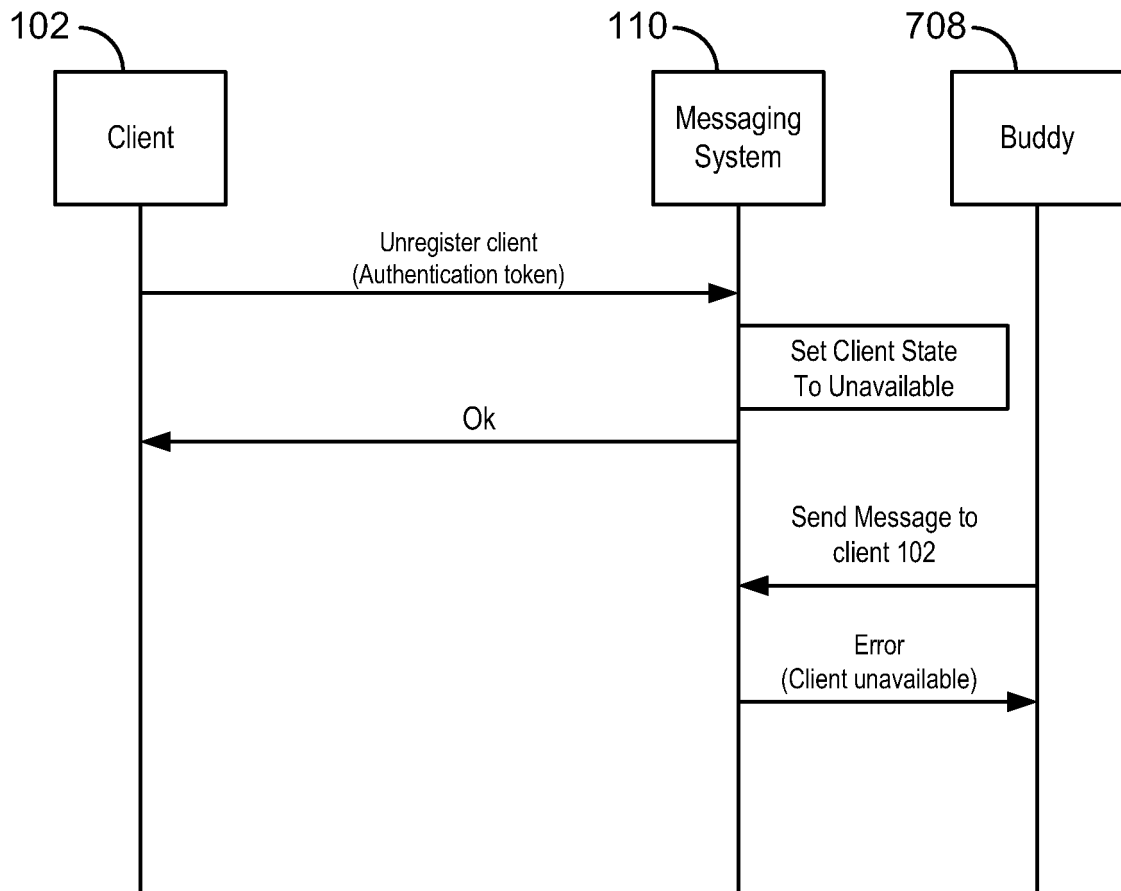 102
110
708
Client
Messaging
System
Buddy
Unregister client
(Authentication token)
Set Client State
To Unavailable
Ok
Send Message to
client 102
Error
(Client unavailable)